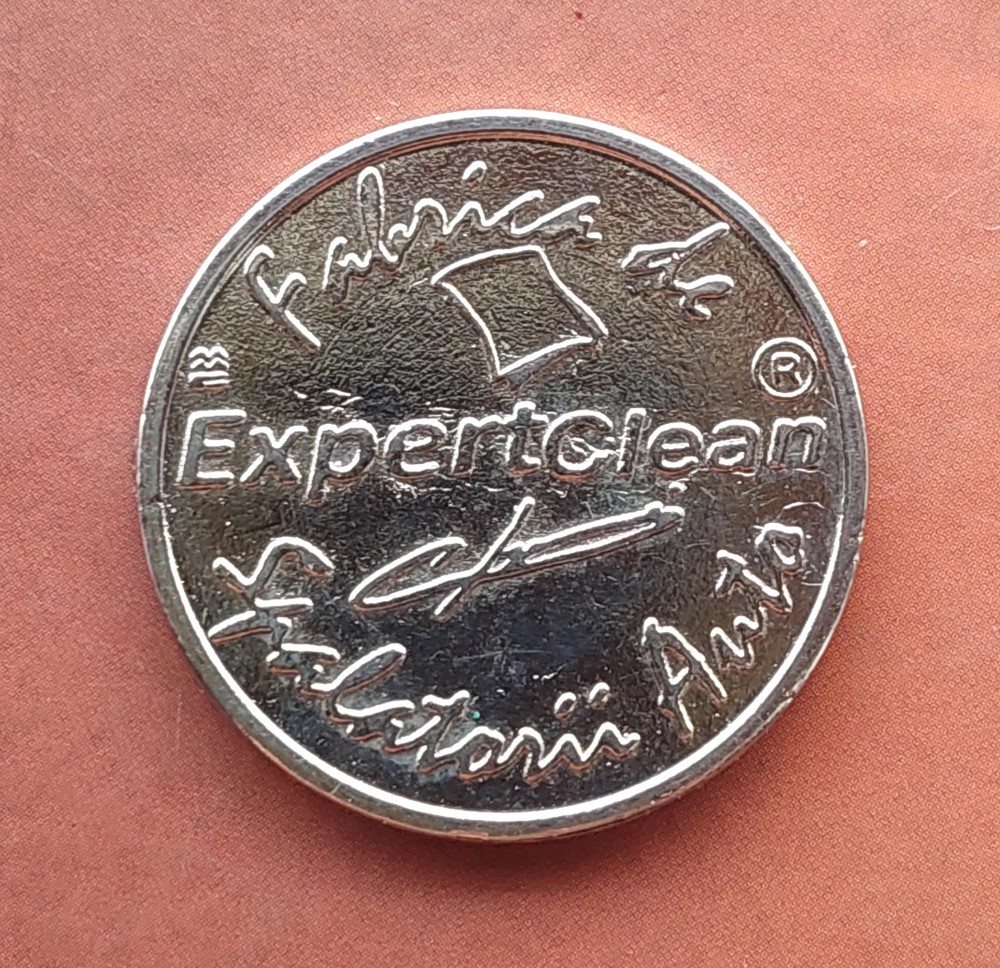 Fabrica de
®
ExpertClean
Spalatorii Auto